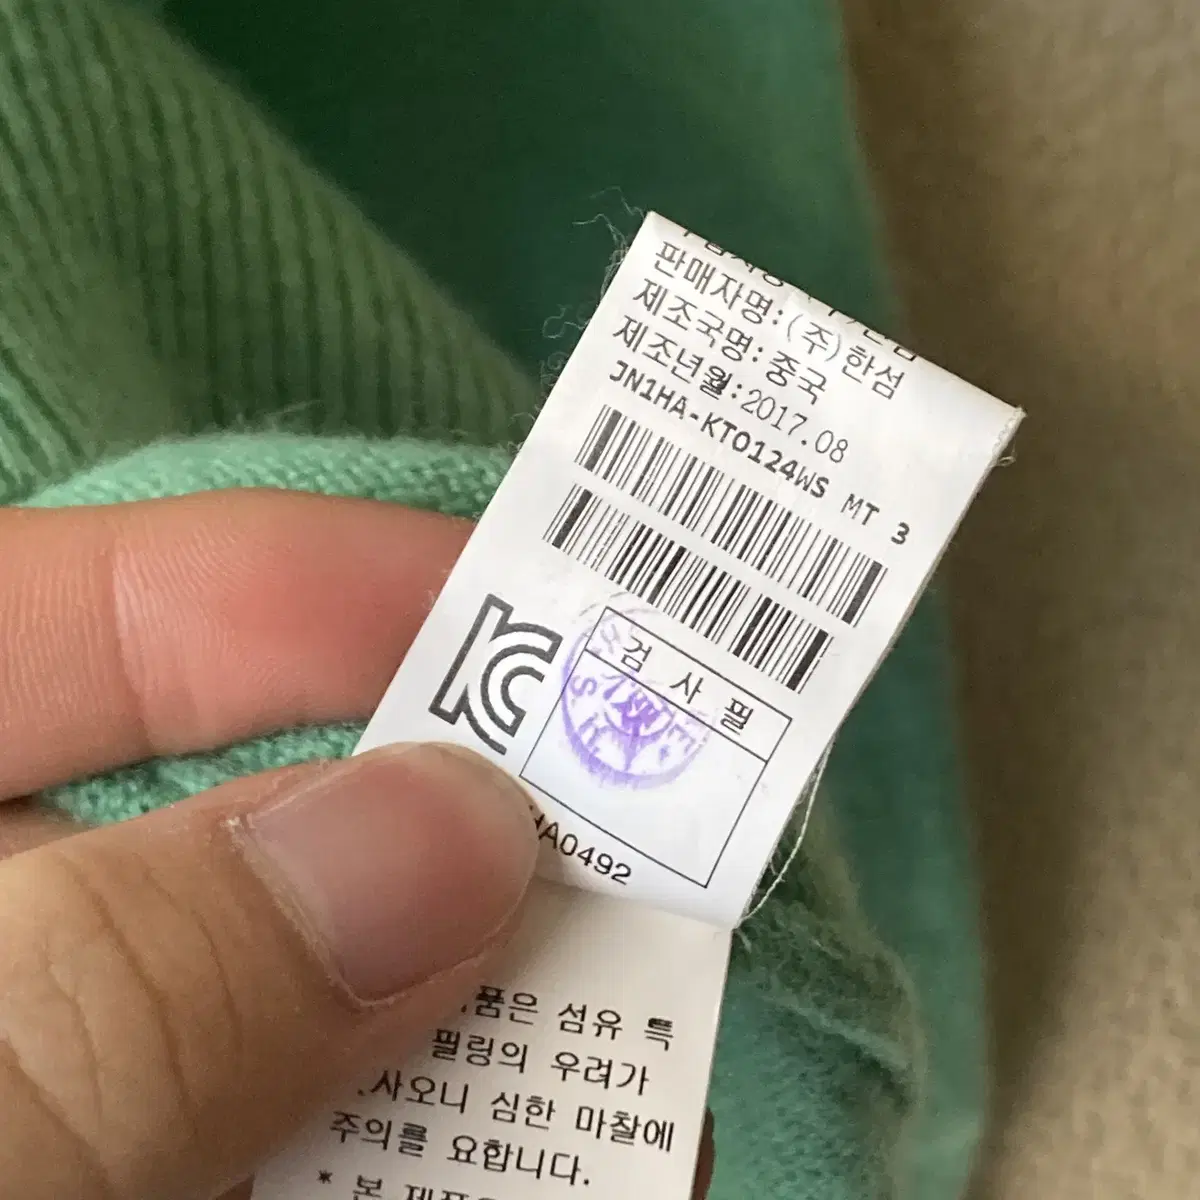 판매자명:(주)한섬
제조국명:중국
제조년월:2017.08
JN1HA-KTO124WS MT 3
검사필
HA0492
품은 섬유 특
필링의 우려가
사오니 심한 마찰에
주의를 요합니다.
* 본